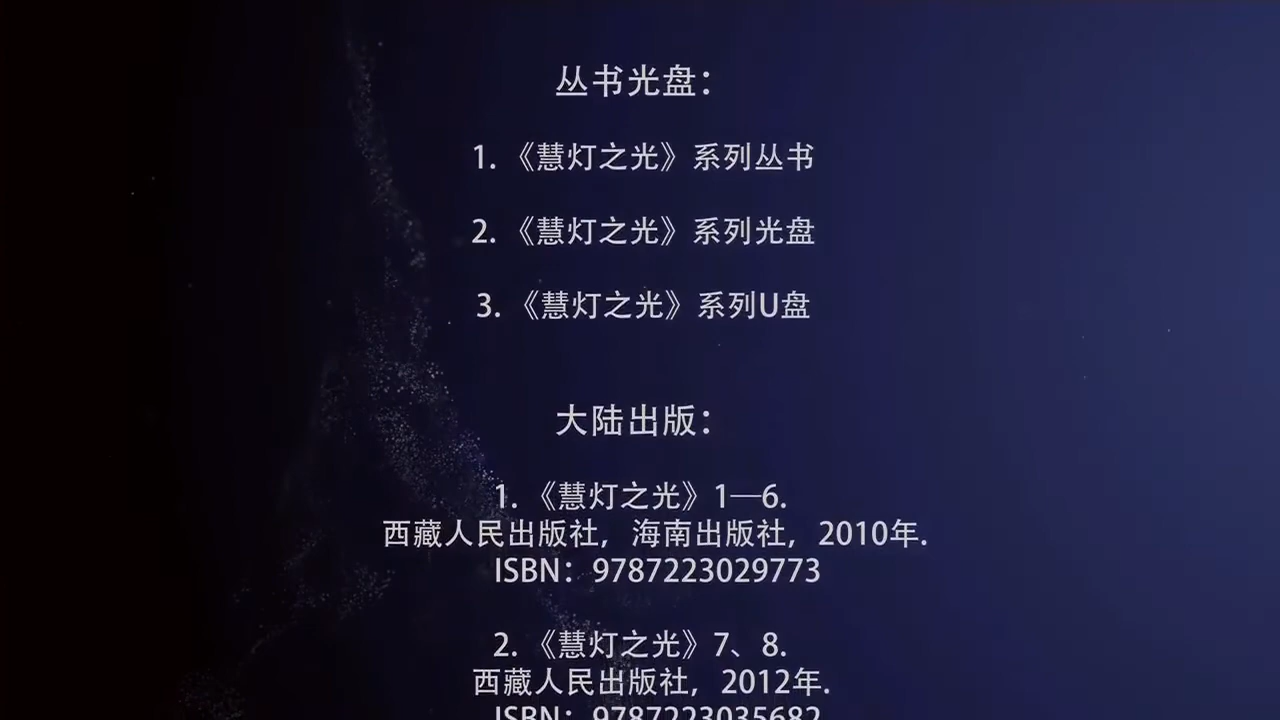 丛书光盘：
1.《慧灯之光》系列丛书
2.《慧灯之光》系列光盘
3.《慧灯之光》系列U盘
大陆出版：
1.《慧灯之光》1—6.
西藏人民出版社，海南出版社，2010年.
ISBN：9787223029773
2.《慧灯之光》7、8.
西藏人民出版社，2012年.
ISBN：9787223035682